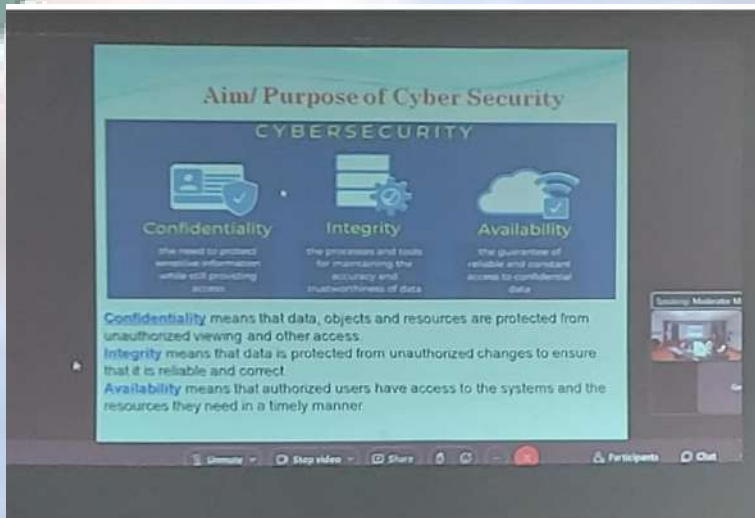 Aim/ Purpose of Cyber Security
CYBERSECURITY
Confidentiality
the need to protect
sensitive information
while still providing
access
Integrity
the processes and tools
for maintaining the
accuracy and
trustworthiness of data
Availability
the guarantee of
reliable and constant
access to confidential
data
Confidentiality means that data, objects and resources are protected from
unauthorized viewing and other access.
Integrity means that data is protected from unauthorized changes to ensure
that it is reliable and correct.
Availability means that authorized users have access to the systems and the
resources they need in a timely manner.
Speaking: Moderator M
Unmute Stop video Share Participants Chat